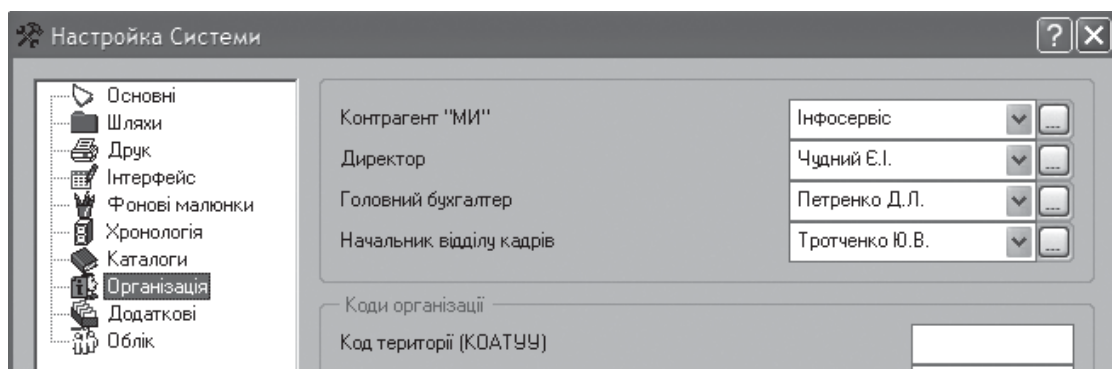 Настройка Системи
Основні
Шляхи
Друк
Інтерфейс
Фонові малюнки
Хронологія
Каталоги
Організація
Додаткові
Облік
Контрагент "МИ"
Інфосервіс
Директор
Чудний Є.І.
Головний бухгалтер
Петренко Д.Л.
Начальник відділу кадрів
Тротченко Ю.В.
Коди організації
Код території (КОАТУУ)